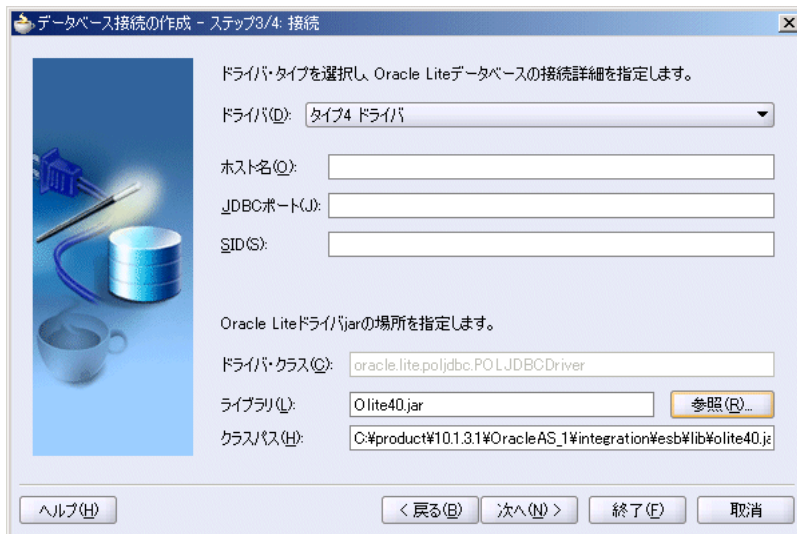 データベース接続の作成 - ステップ3/4: 接続
ドライバ・タイプを選択し、Oracle Liteデータベースの接続詳細を指定します。
ドライバ(D): タイプ4 ドライバ
ホスト名(O):
JDBCポート(J):
SID(S):
Oracle Liteドライバjarの場所を指定します。
ドライバ・クラス(C): oracle.lite.poljdbc.POLJDBCDriver
ライブラリ(L): Olite40.jar 参照(R)...
クラスパス(H): C:¥product¥10.1.3.1¥OracleAS_1¥integration¥esb¥lib¥olite40.ja
ヘルプ(H) < 戻る(B) 次へ(N) > 終了(F) 取消